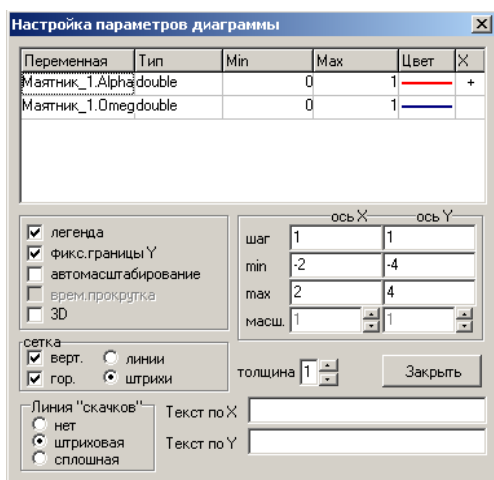 Настройка параметров диаграммы
Переменная Тип Min Max Цвет X
Маятник_1.Alpha double 0 1 +
Маятник_1.Omeg double 0 1
легенда
фикс.границы Y
автомасштабирование
врем.прокрутка
3D
ось X ось Y
шаг 1 1
min -2 -4
max 2 4
масш. 1 1
сетка
верт. линии
гор. штрихи
толщина 1 Закрыть
Линия "скачков"
нет
штриховая
сплошная
Текст по X
Текст по Y